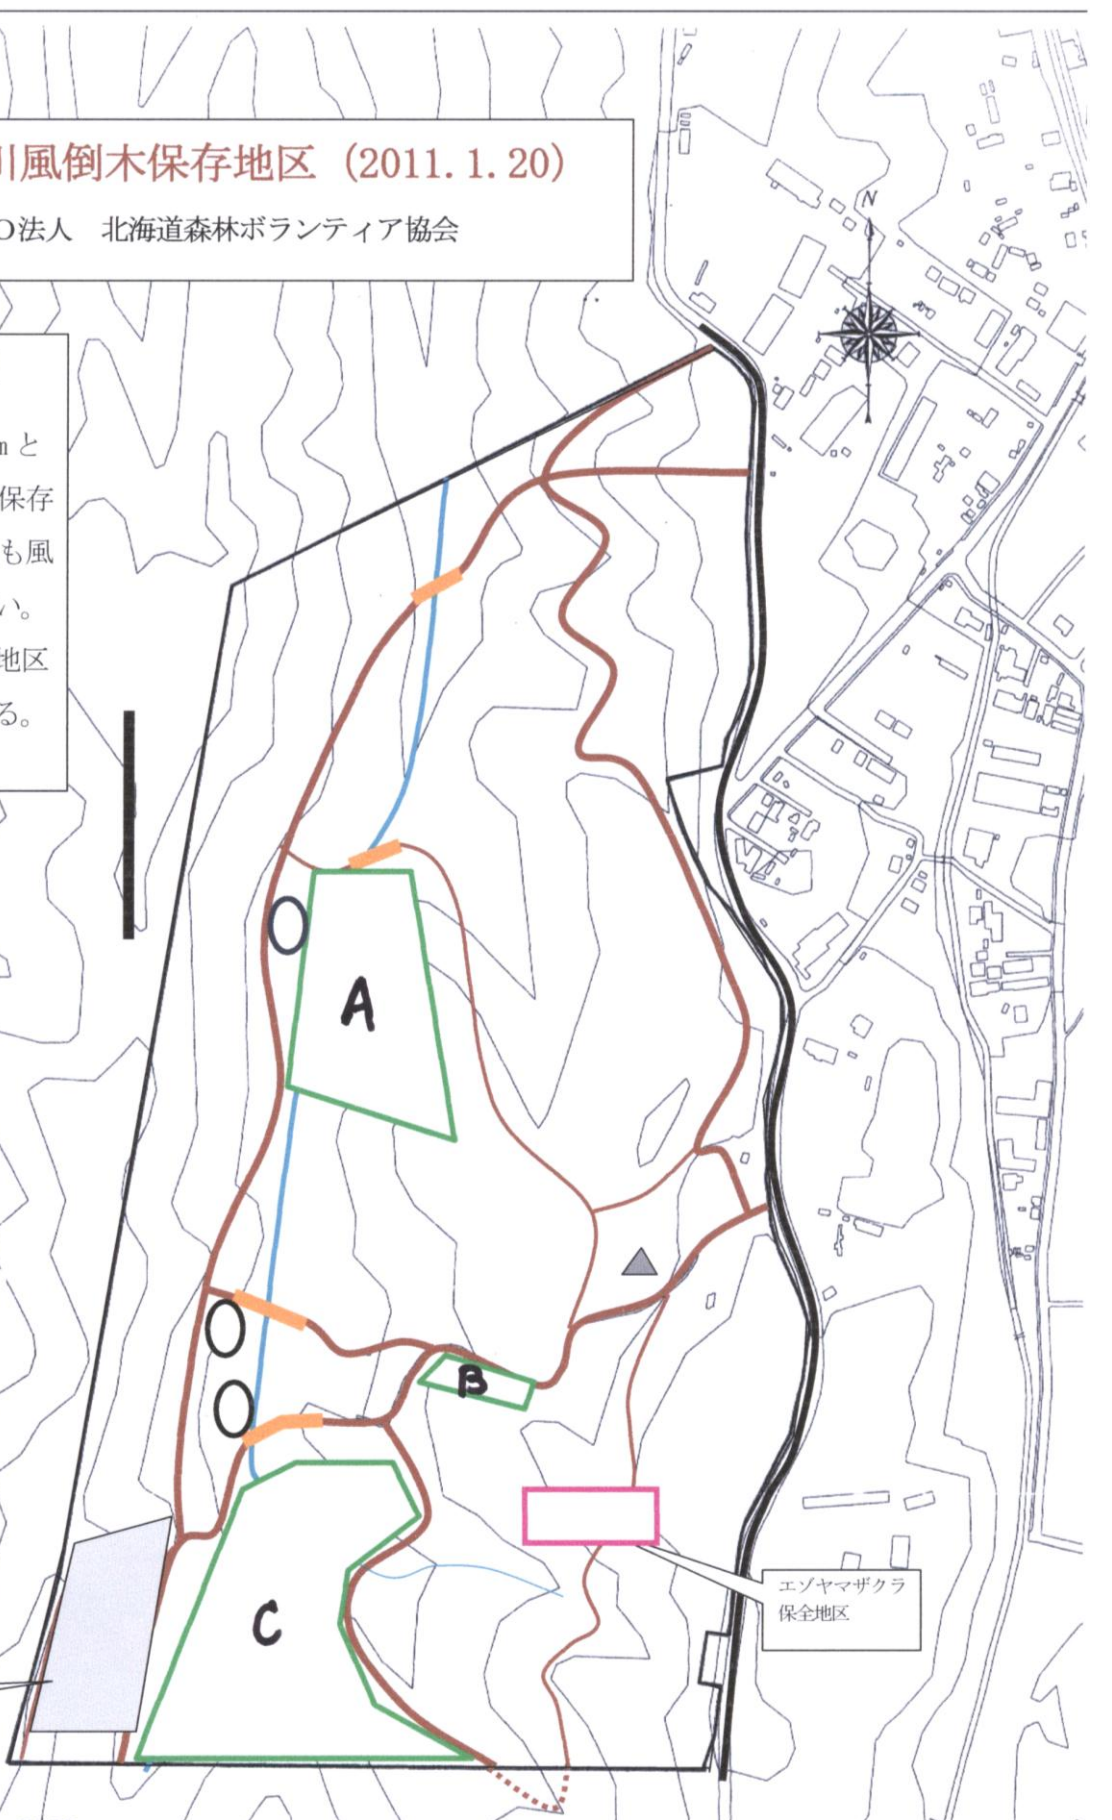 川風倒木保存地区（2011.1.20）
O法人　北海道森林ボランティア協会
N
mと
保存
も風
い。
地区
る。
A
B
C
エゾヤマザクラ
保全地区